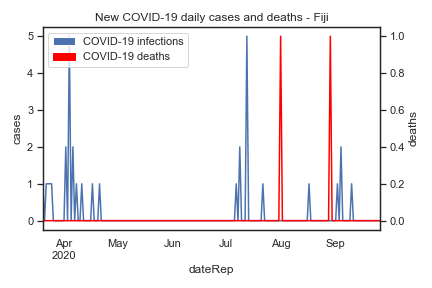 New COVID-19 daily cases and deaths - Fiji
COVID-19 infections
COVID-19 deaths
5
4
3
2
1
0
cases
1.0
0.8
0.6
0.4
0.2
0.0
deaths
Apr May Jun Jul Aug Sep
2020
dateRep